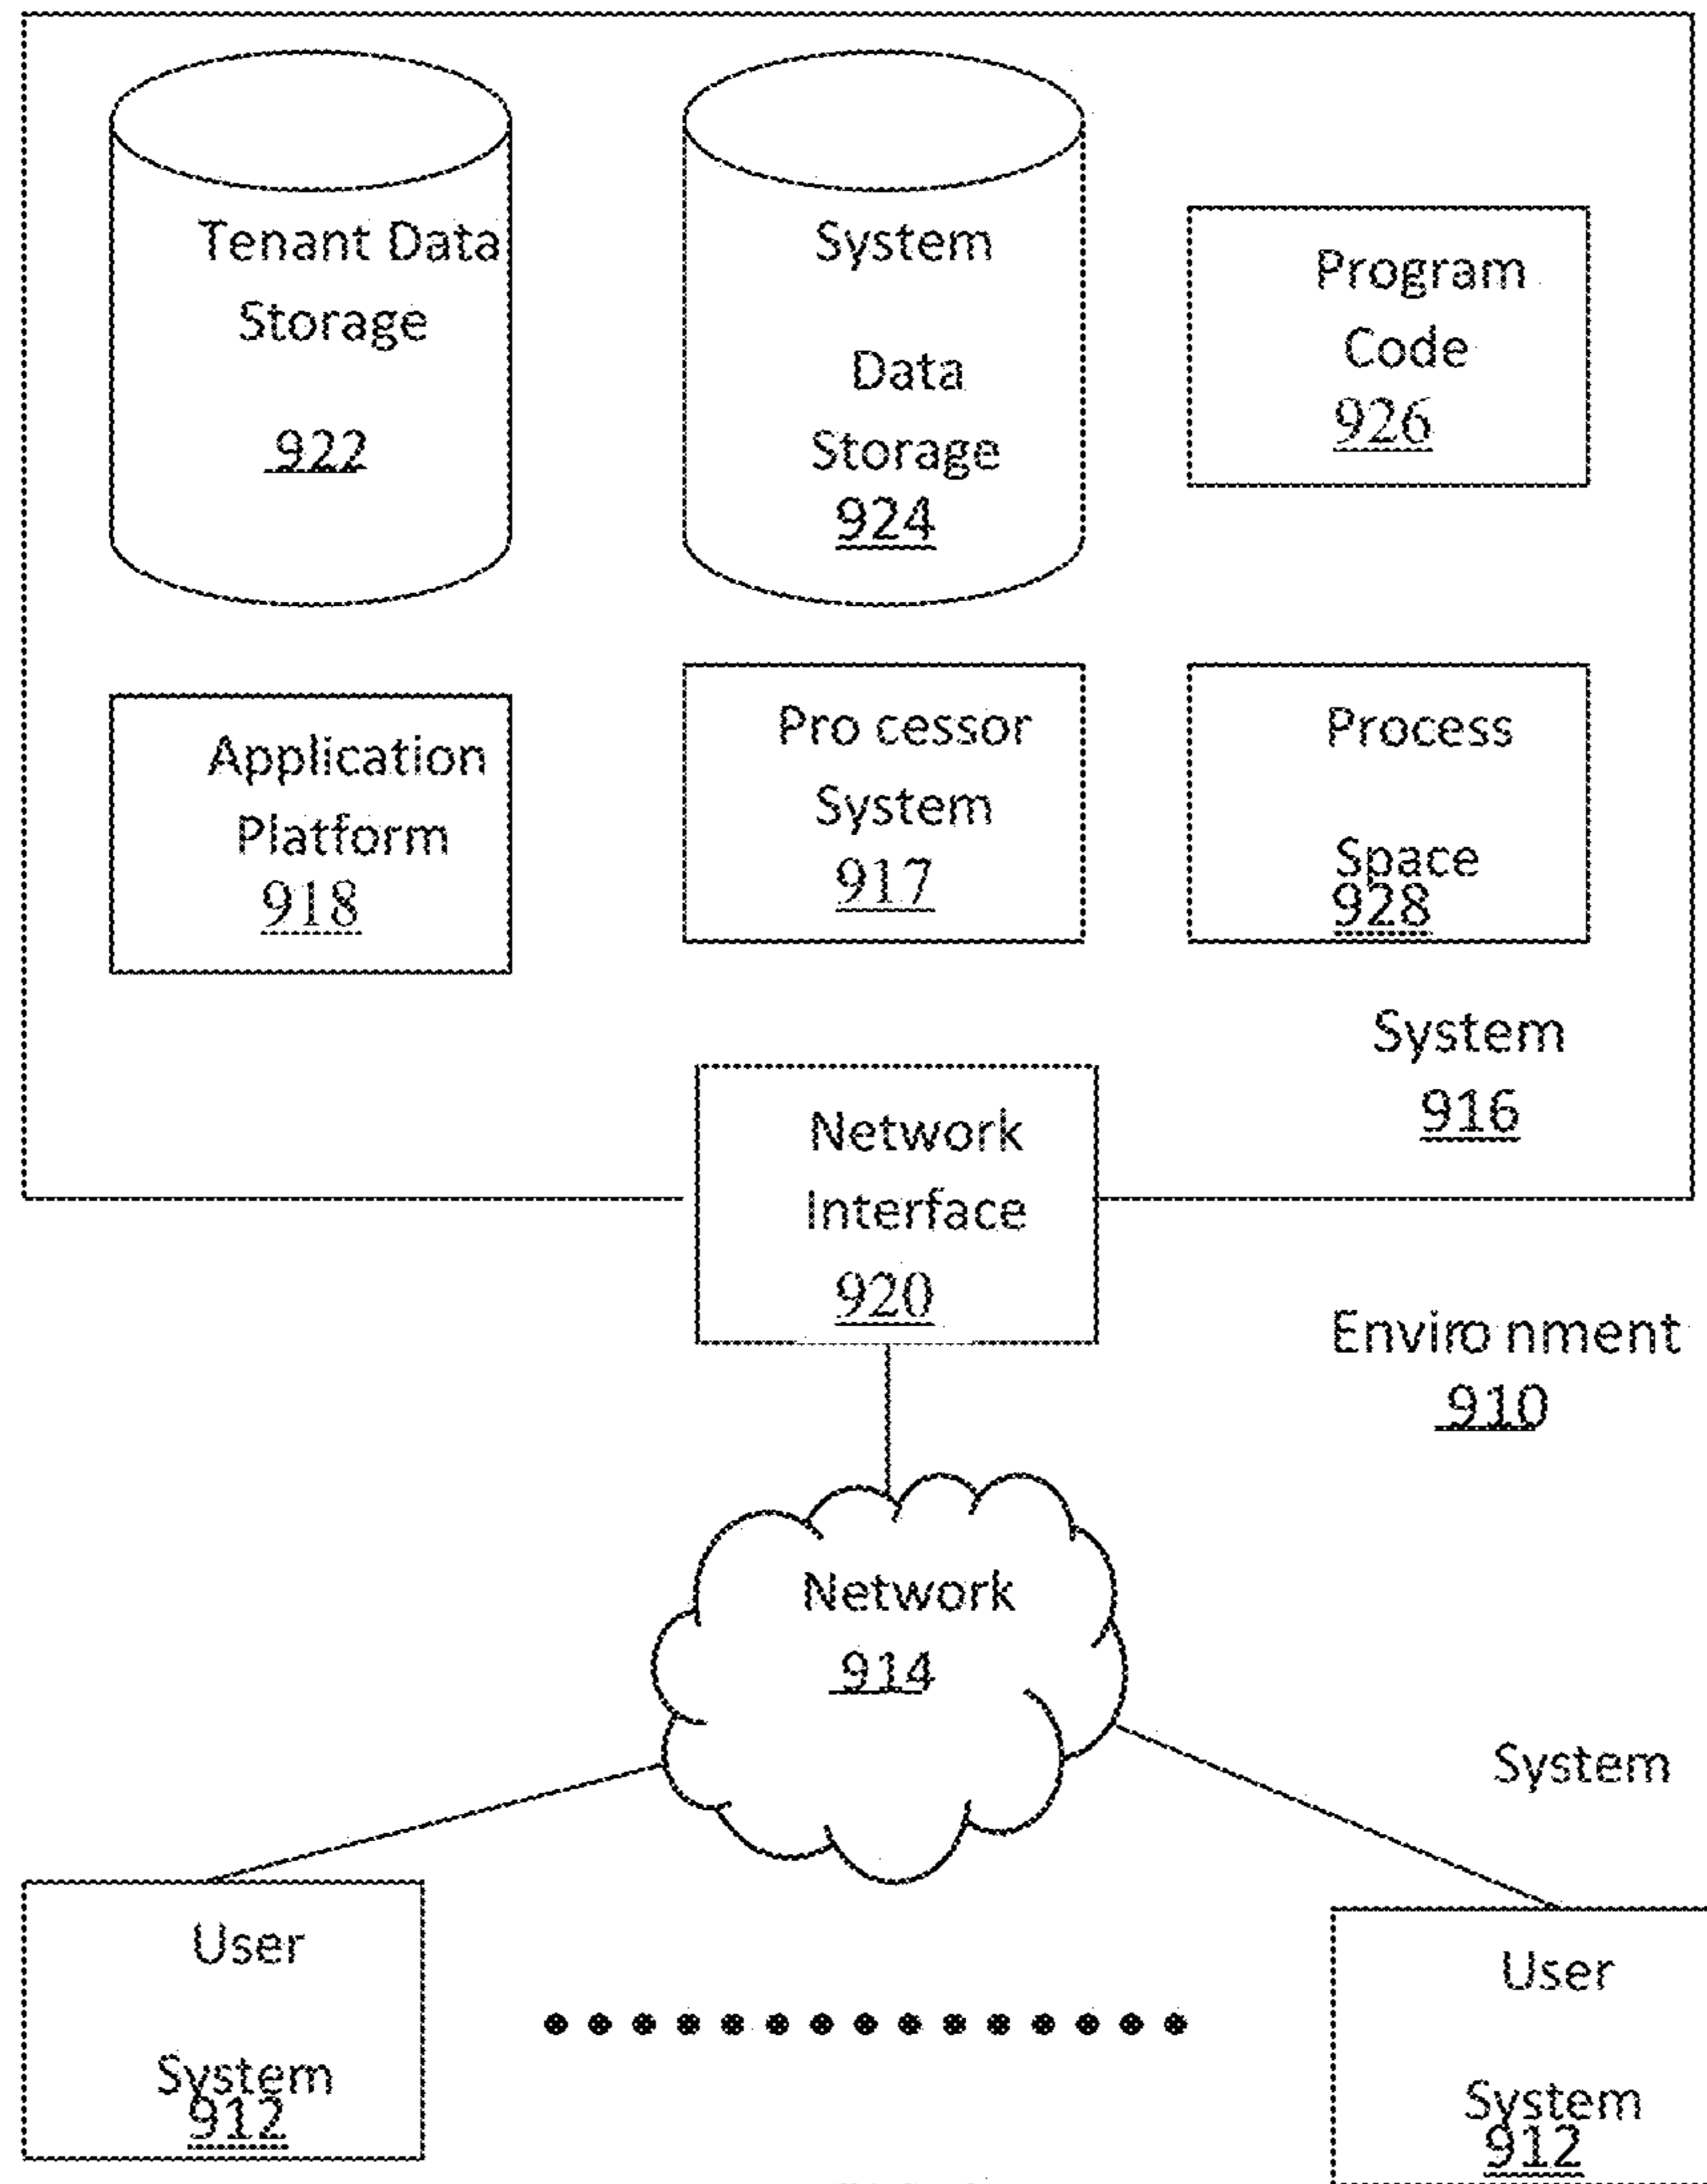 Tenant Data
Storage
922
System
Data
Storage
924
Program
Code
926
Application
Platform
918
Pro cessor
System
917
Process
Space
928
System
916
Network
Interface
920
Enviro nment
910
Network
914
System
User
System
912
User
System
912